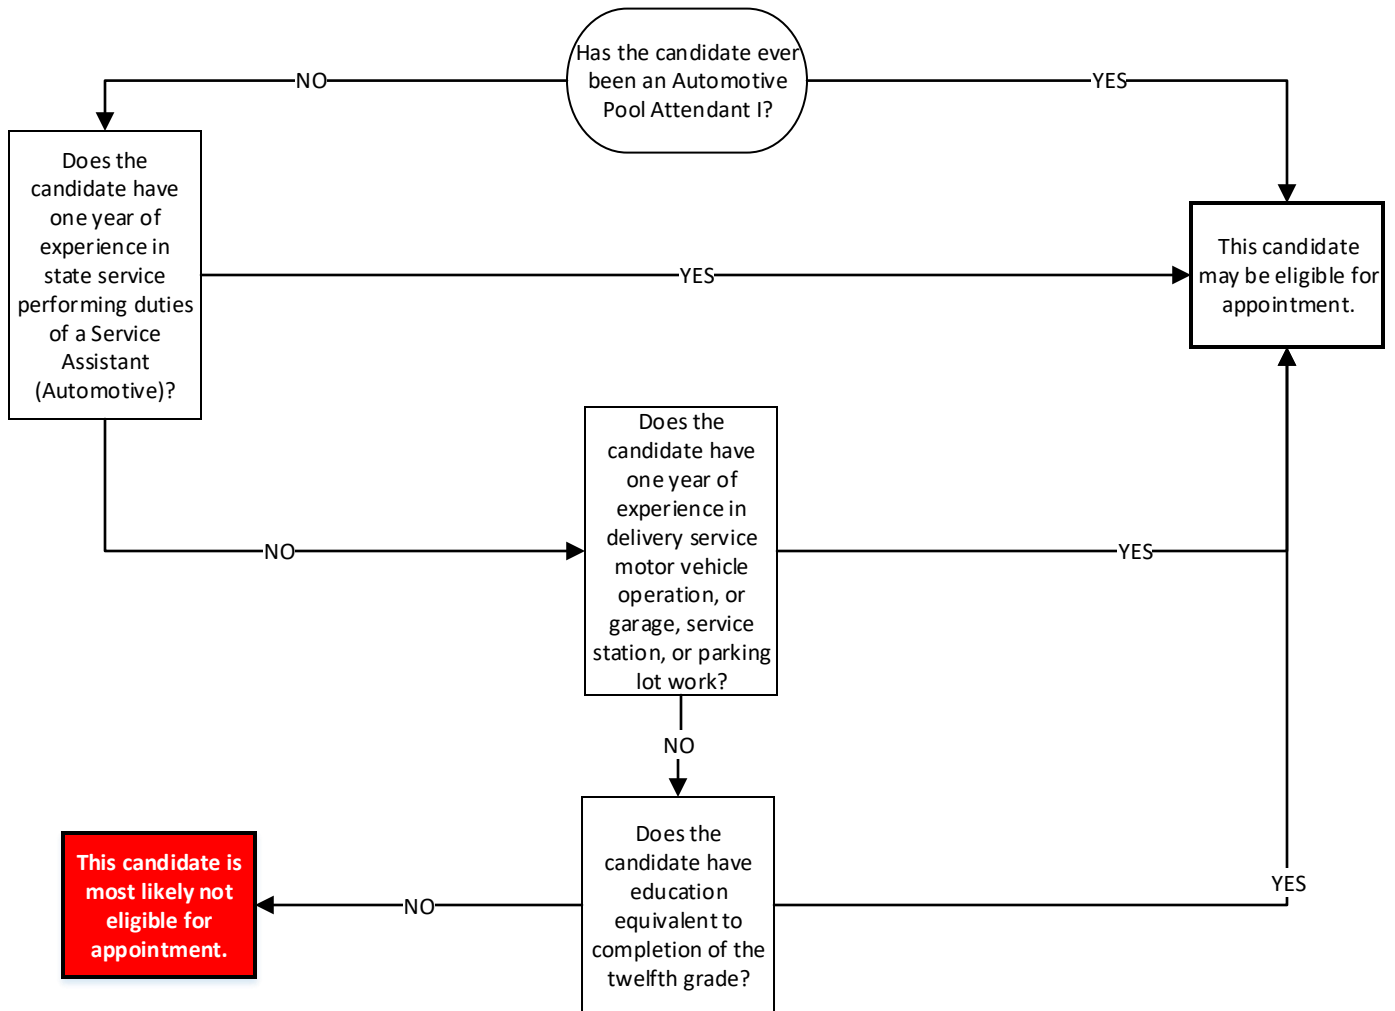 Has the candidate ever
been an Automotive
Pool Attendant I?
NO
YES
Does the
candidate have
one year of
experience in
state service
performing duties
of a Service
Assistant
(Automotive)?
YES
This candidate
may be eligible for
appointment.
NO
Does the
candidate have
one year of
experience in
delivery service
motor vehicle
operation, or
garage, service
station, or parking
lot work?
YES
NO
Does the
candidate have
education
equivalent to
completion of the
twelfth grade?
YES
NO
This candidate is
most likely not
eligible for
appointment.